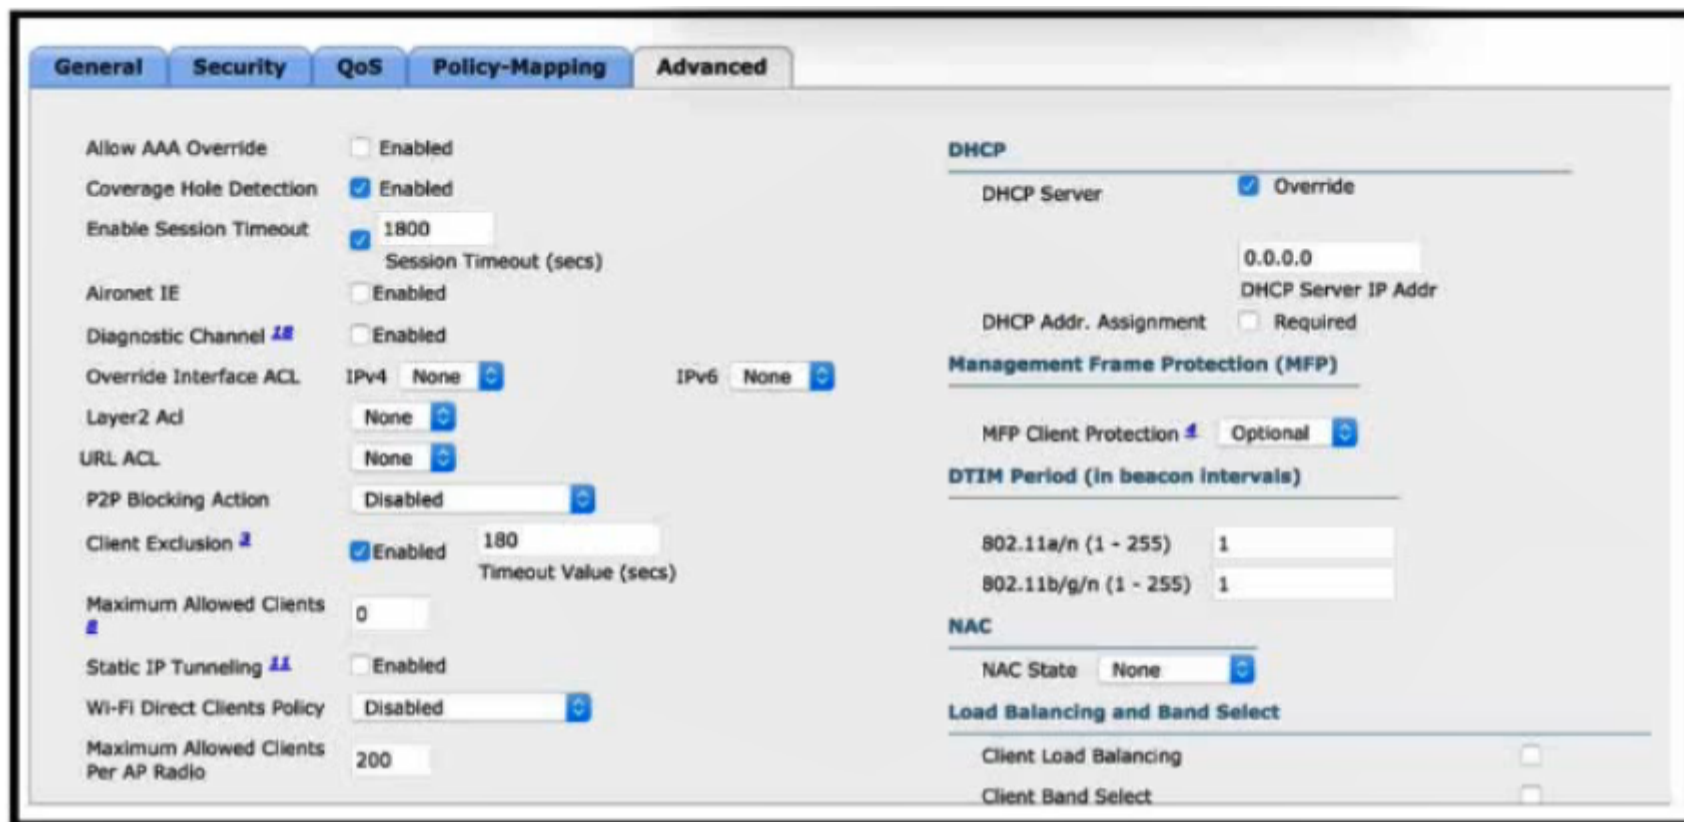 General Security QoS Policy-Mapping Advanced
Allow AAA Override Enabled
Coverage Hole Detection Enabled
Enable Session Timeout 1800
Session Timeout (secs)
Aironet IE Enabled
Diagnostic Channel 18 Enabled
Override Interface ACL IPv4 None IPv6 None
Layer2 Acl None
URL ACL None
P2P Blocking Action Disabled
Client Exclusion 3 Enabled 180
Timeout Value (secs)
Maximum Allowed Clients
8 0
Static IP Tunneling 11 Enabled
Wi-Fi Direct Clients Policy Disabled
Maximum Allowed Clients
Per AP Radio 200
DHCP
DHCP Server Override
0.0.0.0
DHCP Server IP Addr
DHCP Addr. Assignment Required
Management Frame Protection (MFP)
MFP Client Protection 4 Optional
DTIM Period (in beacon intervals)
802.11a/n (1 - 255) 1
802.11b/g/n (1 - 255) 1
NAC
NAC State None
Load Balancing and Band Select
Client Load Balancing
Client Band Select